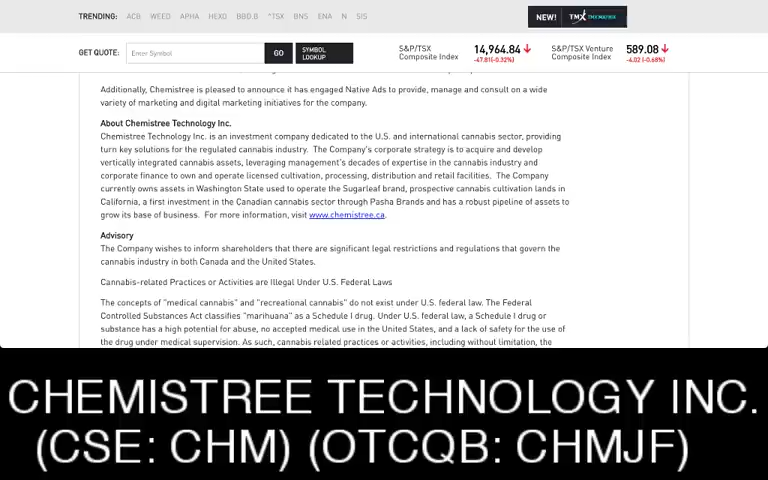 TRENDING: ACB WEED APHA HEXO BBD.B ^TSX BNS ENA N SIS
NEW! TMX TMXMATRIX
GET QUOTE: Enter Symbol GO SYMBOL LOOKUP
S&P/TSX Composite Index 14,964.84 -47.81(-0.32%)
S&P/TSX Venture Composite Index 589.08 -4.02 (-0.68%)
Additionally, Chemistree is pleased to announce it has engaged Native Ads to provide, manage and consult on a wide
variety of marketing and digital marketing initiatives for the company.
About Chemistree Technology Inc.
Chemistree Technology Inc. is an investment company dedicated to the U.S. and international cannabis sector, providing
turn key solutions for the regulated cannabis industry. The Company's corporate strategy is to acquire and develop
vertically integrated cannabis assets, leveraging management's decades of expertise in the cannabis industry and
corporate finance to own and operate licensed cultivation, processing, distribution and retail facilities. The Company
currently owns assets in Washington State used to operate the Sugarleaf brand, prospective cannabis cultivation lands in
California, a first investment in the Canadian cannabis sector through Pasha Brands and has a robust pipeline of assets to
grow its base of business. For more information, visit www.chemistree.ca.
Advisory
The Company wishes to inform shareholders that there are significant legal restrictions and regulations that govern the
cannabis industry in both Canada and the United States.
Cannabis-related Practices or Activities are Illegal Under U.S. Federal Laws
The concepts of "medical cannabis" and "recreational cannabis" do not exist under U.S. federal law. The Federal
Controlled Substances Act classifies "marihuana" as a Schedule I drug. Under U.S. federal law, a Schedule I drug or
substance has a high potential for abuse, no accepted medical use in the United States, and a lack of safety for the use of
the drug under medical supervision. As such, cannabis related practices or activities, including without limitation, the
CHEMISTREE TECHNOLOGY INC.
(CSE: CHM) (OTCQB: CHMJF)